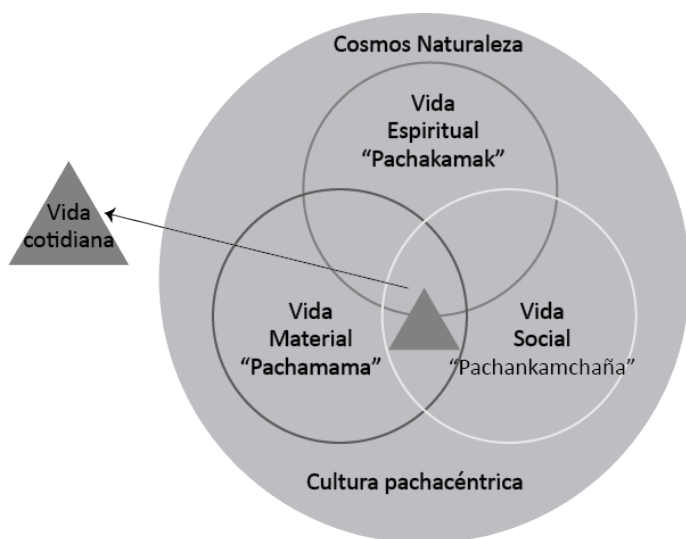 Cosmos Naturaleza
Vida
Espiritual
“Pachakamak”
Vida
cotidiana
Vida
Material
“Pachamama”
Vida
Social
“Pachankamchaña”
Cultura pachacéntrica